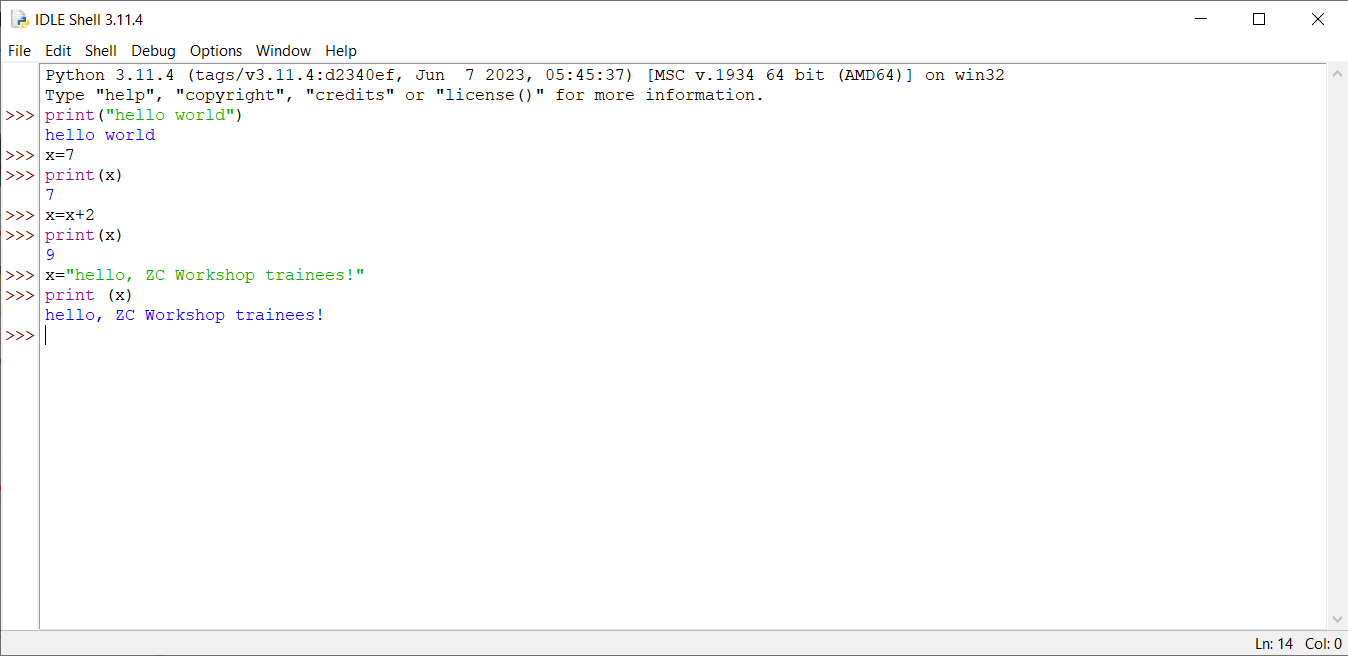 IDLE Shell 3.11.4
File Edit Shell Debug Options Window Help
Python 3.11.4 (tags/v3.11.4:d2340ef, Jun  7 2023, 05:45:37) [MSC v.1934 64 bit (AMD64)] on win32
Type "help", "copyright", "credits" or "license()" for more information.
>>> print("hello world")
hello world
>>> x=7
>>> print(x)
7
>>> x=x+2
>>> print(x)
9
>>> x="hello, ZC Workshop trainees!"
>>> print (x)
hello, ZC Workshop trainees!
>>>
Ln: 14 Col: 0